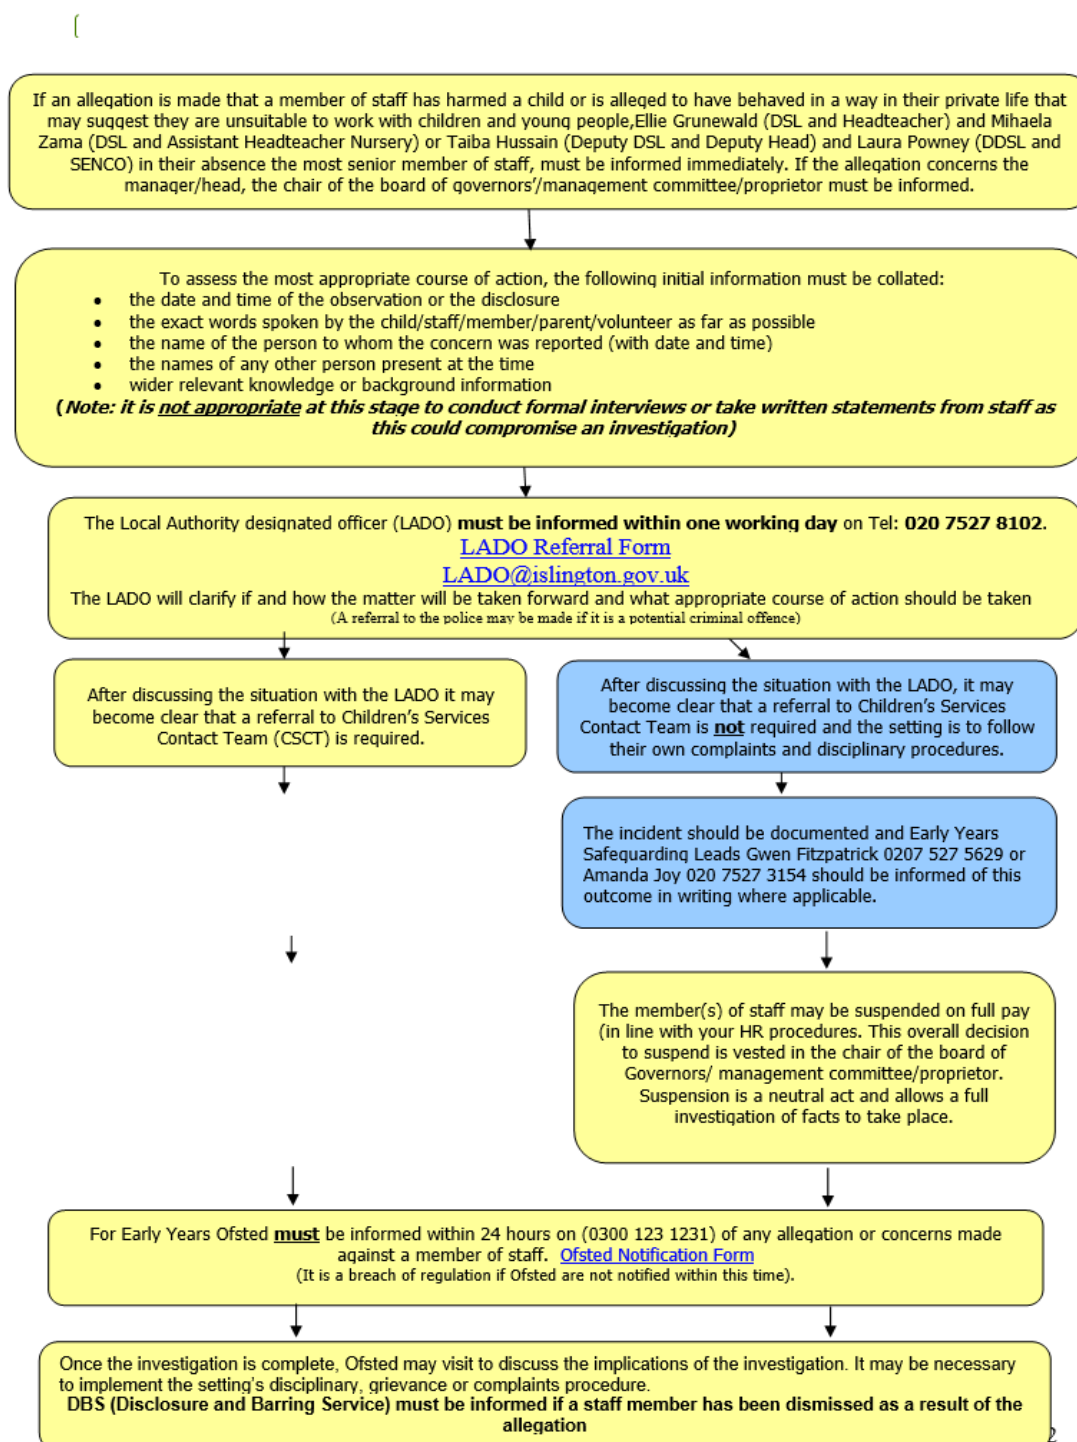 If an allegation is made that a member of staff has harmed a child or is alleged to have behaved in a way in their private life that
may suggest they are unsuitable to work with children and young people,Ellie Grunewald (DSL and Headteacher) and Mihaela
Zama (DSL and Assistant Headteacher Nursery) or Taiba Hussain (Deputy DSL and Deputy Head) and Laura Powney (DDSL and
SENCO) in their absence the most senior member of staff, must be informed immediately. If the allegation concerns the
manager/head, the chair of the board of governors’/management committee/proprietor must be informed.
To assess the most appropriate course of action, the following initial information must be collated:
• the date and time of the observation or the disclosure
• the exact words spoken by the child/staff/member/parent/volunteer as far as possible
• the name of the person to whom the concern was reported (with date and time)
• the names of any other person present at the time
• wider relevant knowledge or background information
(Note: it is not appropriate at this stage to conduct formal interviews or take written statements from staff as
this could compromise an investigation)
The Local Authority designated officer (LADO) must be informed within one working day on Tel: 020 7527 8102.
LADO Referral Form
LADO@islington.gov.uk
The LADO will clarify if and how the matter will be taken forward and what appropriate course of action should be taken
(A referral to the police may be made if it is a potential criminal offence)
After discussing the situation with the LADO it may
become clear that a referral to Children’s Services
Contact Team (CSCT) is required.
After discussing the situation with the LADO, it may
become clear that a referral to Children’s Services
Contact Team is not required and the setting is to follow
their own complaints and disciplinary procedures.
The incident should be documented and Early Years
Safeguarding Leads Gwen Fitzpatrick 0207 527 5629 or
Amanda Joy 020 7527 3154 should be informed of this
outcome in writing where applicable.
The member(s) of staff may be suspended on full pay
(in line with your HR procedures. This overall decision
to suspend is vested in the chair of the board of
Governors/ management committee/proprietor.
Suspension is a neutral act and allows a full
investigation of facts to take place.
For Early Years Ofsted must be informed within 24 hours on (0300 123 1231) of any allegation or concerns made
against a member of staff. Ofsted Notification Form
(It is a breach of regulation if Ofsted are not notified within this time).
Once the investigation is complete, Ofsted may visit to discuss the implications of the investigation. It may be necessary
to implement the setting’s disciplinary, grievance or complaints procedure.
DBS (Disclosure and Barring Service) must be informed if a staff member has been dismissed as a result of the
allegation